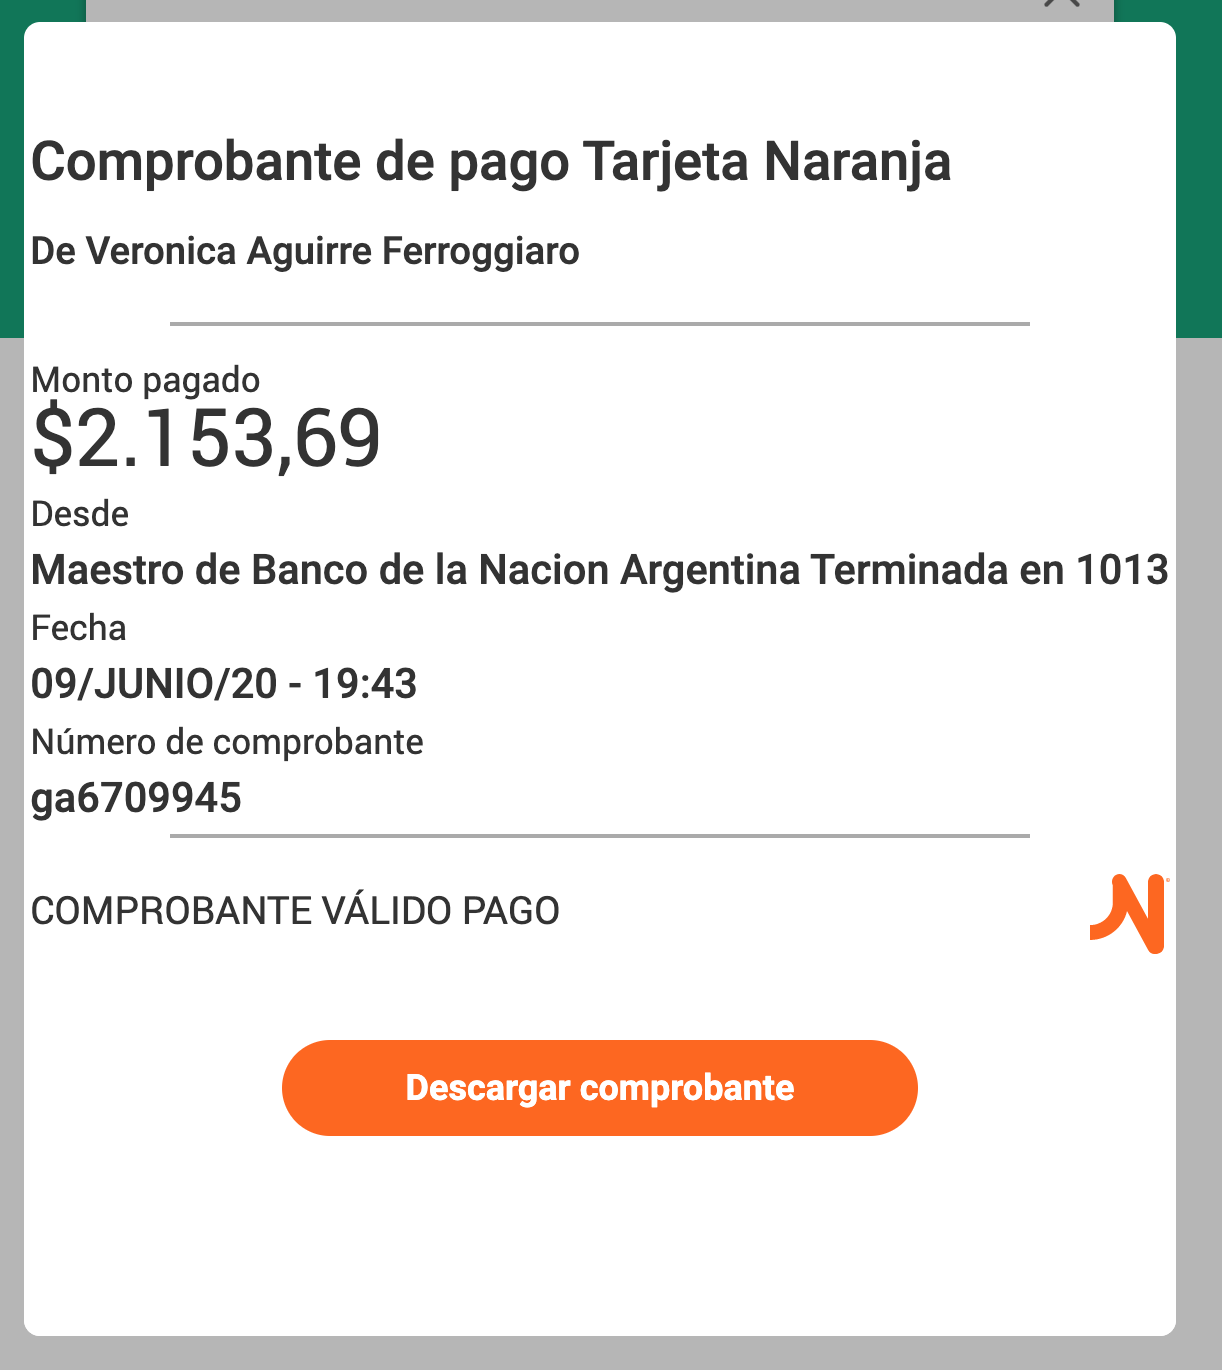 Comprobante de pago Tarjeta Naranja
De Veronica Aguirre Ferroggiaro
Monto pagado
$2.153,69
Desde
Maestro de Banco de la Nacion Argentina Terminada en 1013
Fecha
09/JUNIO/20 - 19:43
Número de comprobante
ga6709945
COMPROBANTE VÁLIDO PAGO
Descargar comprobante